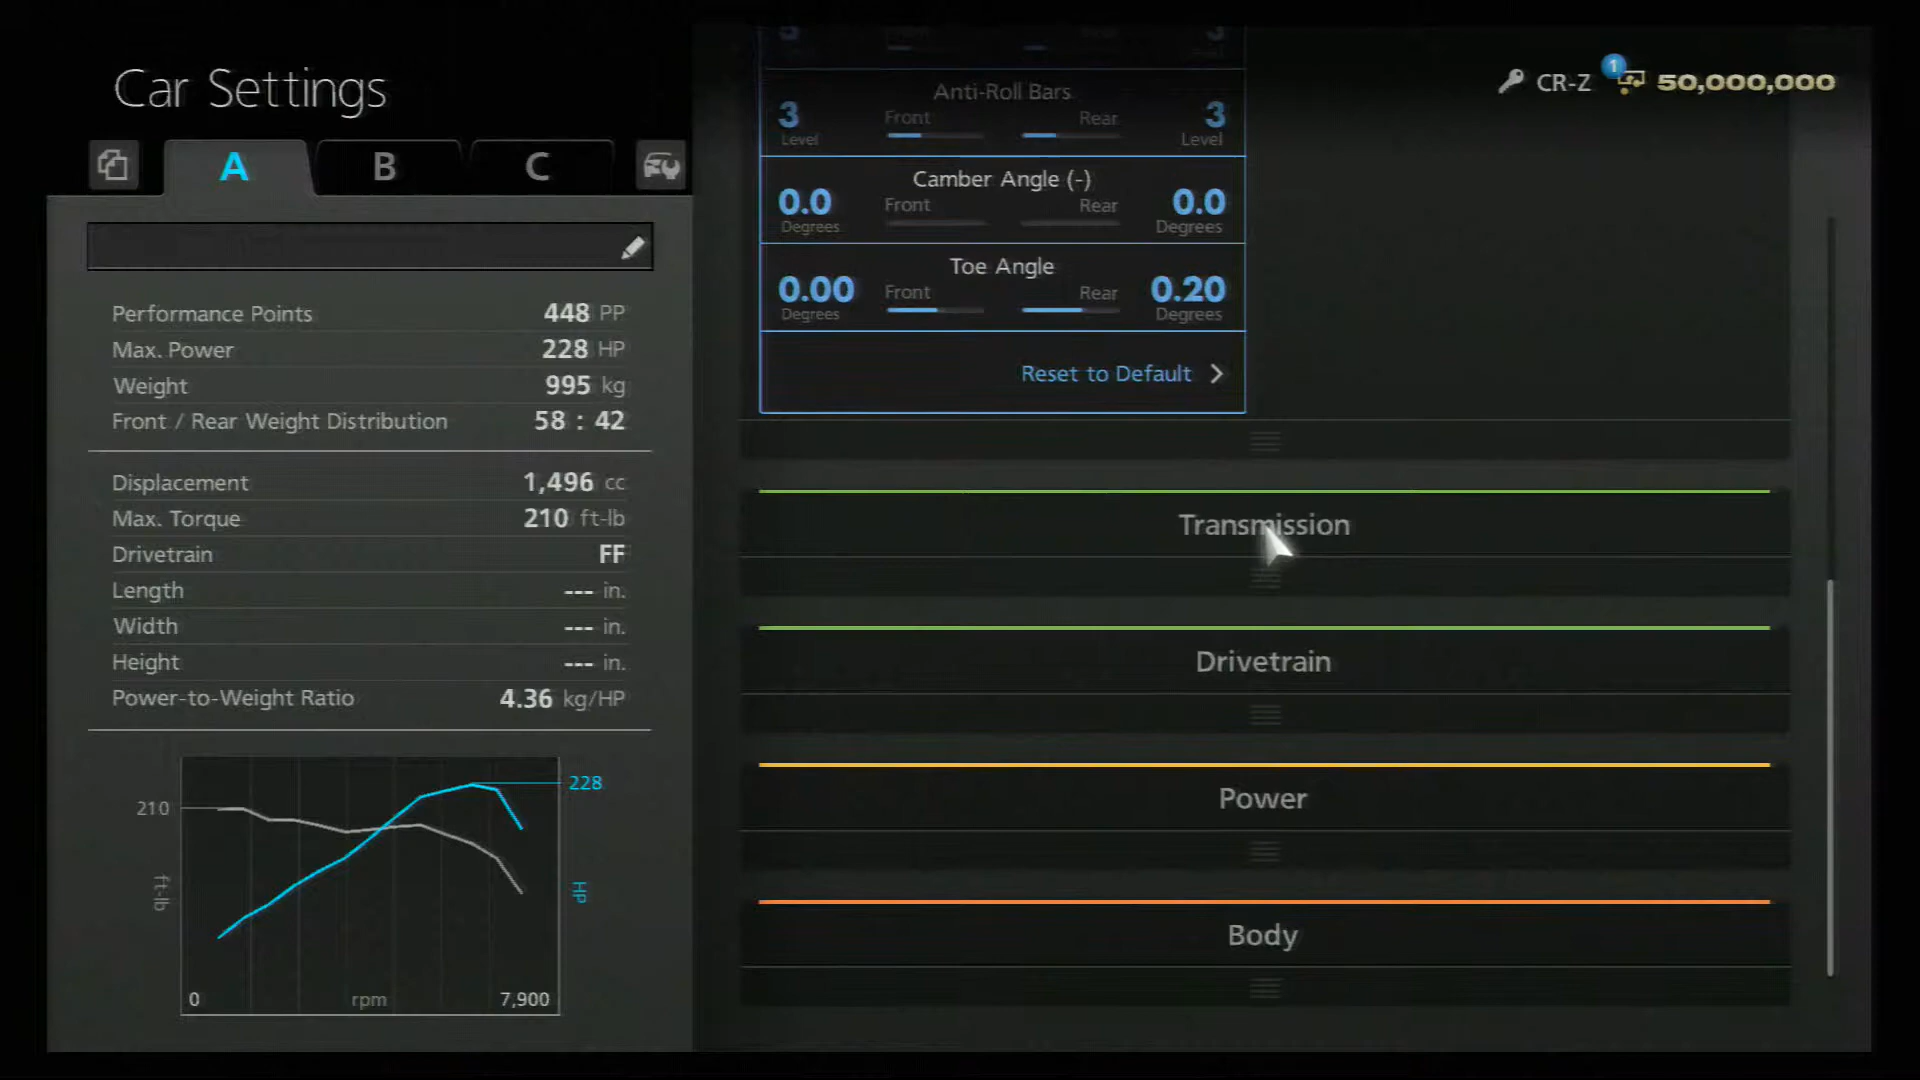 Car Settings
CR-Z 1 50,000,000
A B C
Performance Points 448 PP
Max. Power 228 HP
Weight 995 kg
Front / Rear Weight Distribution 58 : 42
Displacement 1,496 cc
Max. Torque 210 ft-lb
Drivetrain FF
Length --- in.
Width --- in.
Height --- in.
Power-to-Weight Ratio 4.36 kg/HP
228
210
ft-lb
HP
0 rpm 7,900
Anti-Roll Bars
3 Front Rear 3
Level Level
Camber Angle (-)
0.0 Front Rear 0.0
Degrees Degrees
Toe Angle
0.00 Front Rear 0.20
Degrees Degrees
Reset to Default
Transmission
Drivetrain
Power
Body